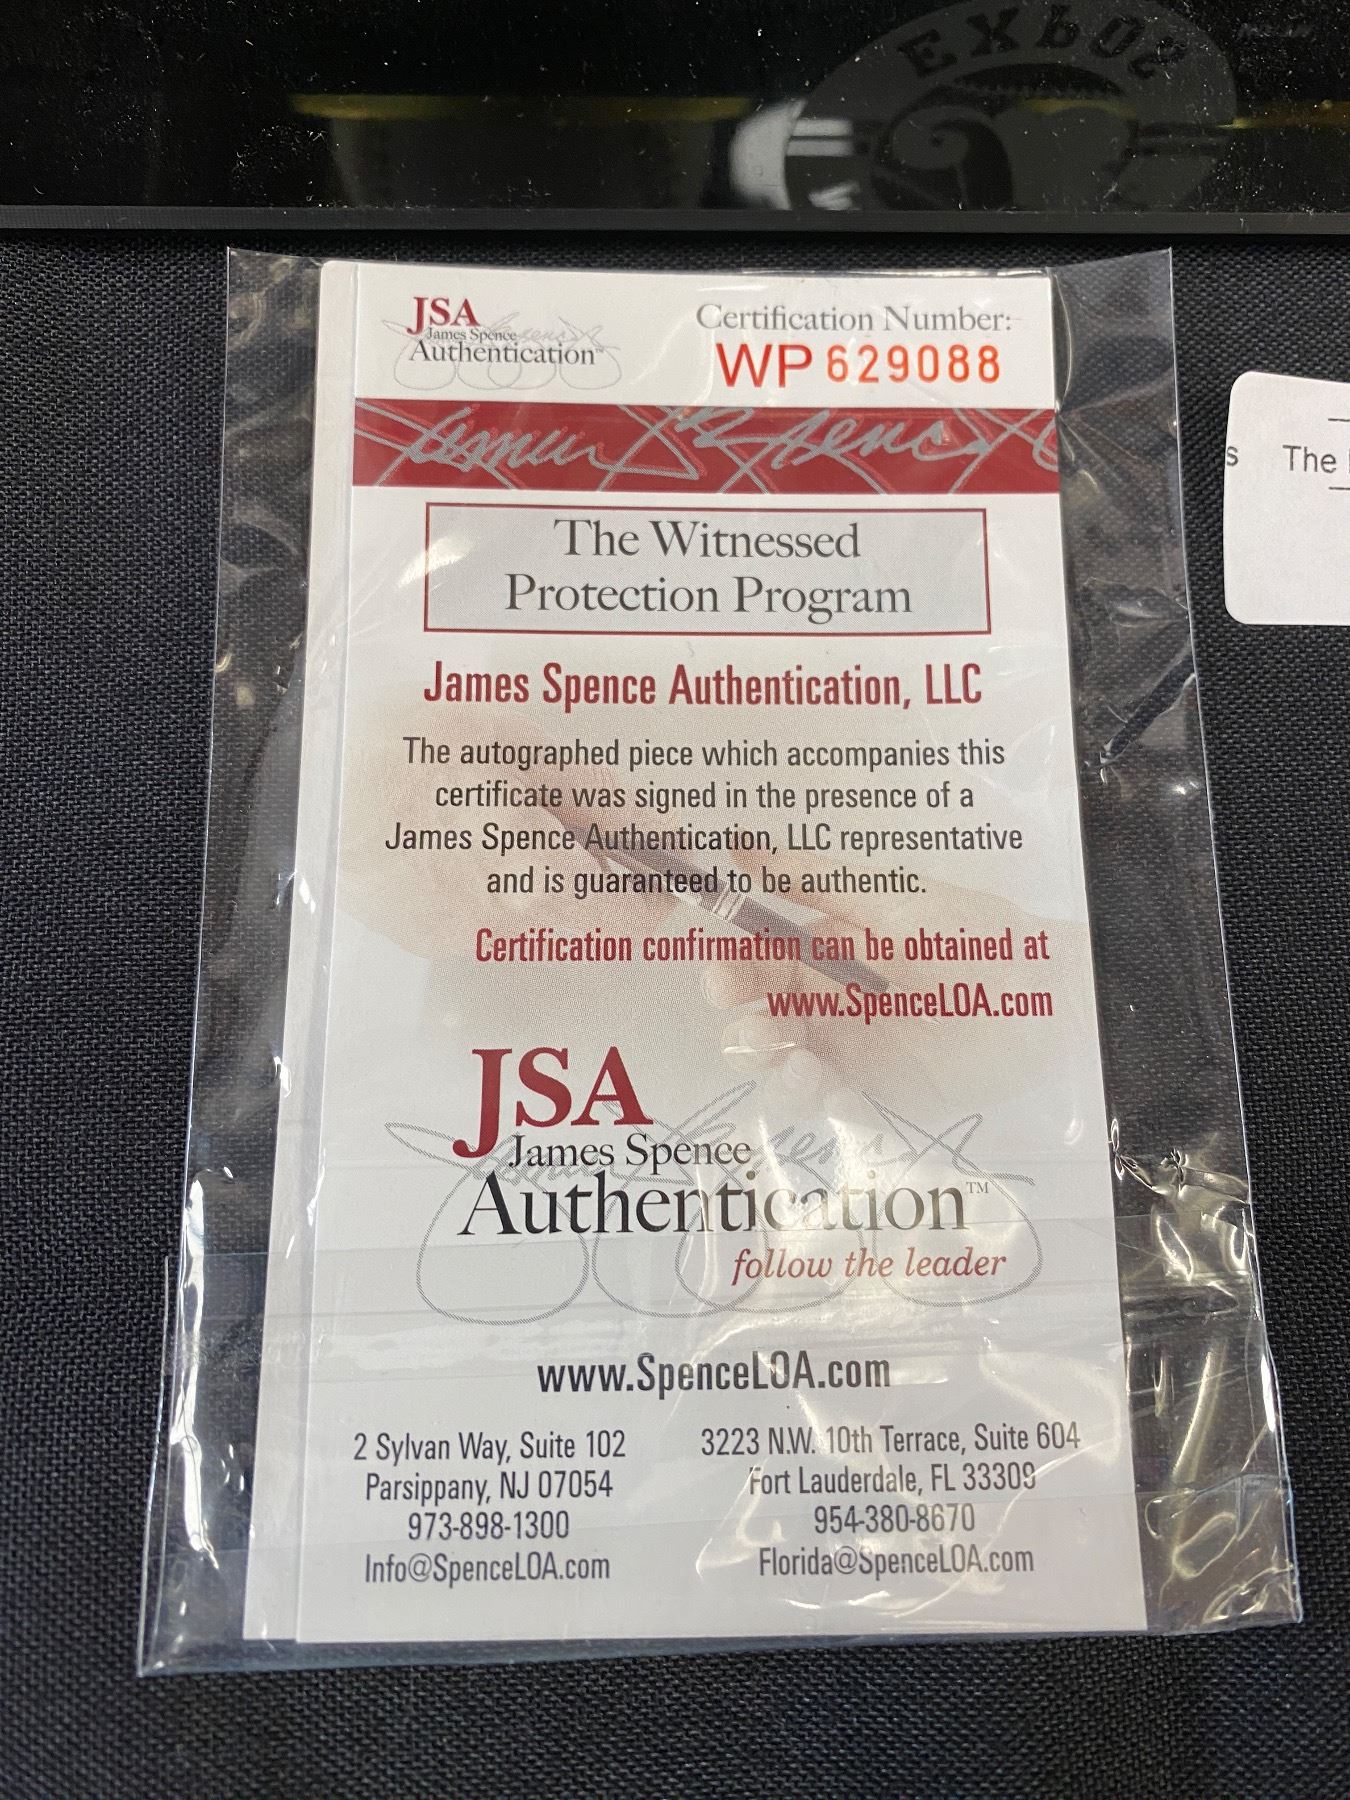 JSA
James Spence
Authentication™
Certification Number:
WP 629088
James Spence
The Witnessed
Protection Program
James Spence Authentication, LLC
The autographed piece which accompanies this
certificate was signed in the presence of a
James Spence Authentication, LLC representative
and is guaranteed to be authentic.
Certification confirmation can be obtained at
www.SpenceLOA.com
JSA
James Spence
Authentication™
follow the leader
www.SpenceLOA.com
2 Sylvan Way, Suite 102
Parsippany, NJ 07054
973-898-1300
Info@SpenceLOA.com
3223 N.W. 10th Terrace, Suite 604
Fort Lauderdale, FL 33309
954-380-8670
Florida@SpenceLOA.com
s The